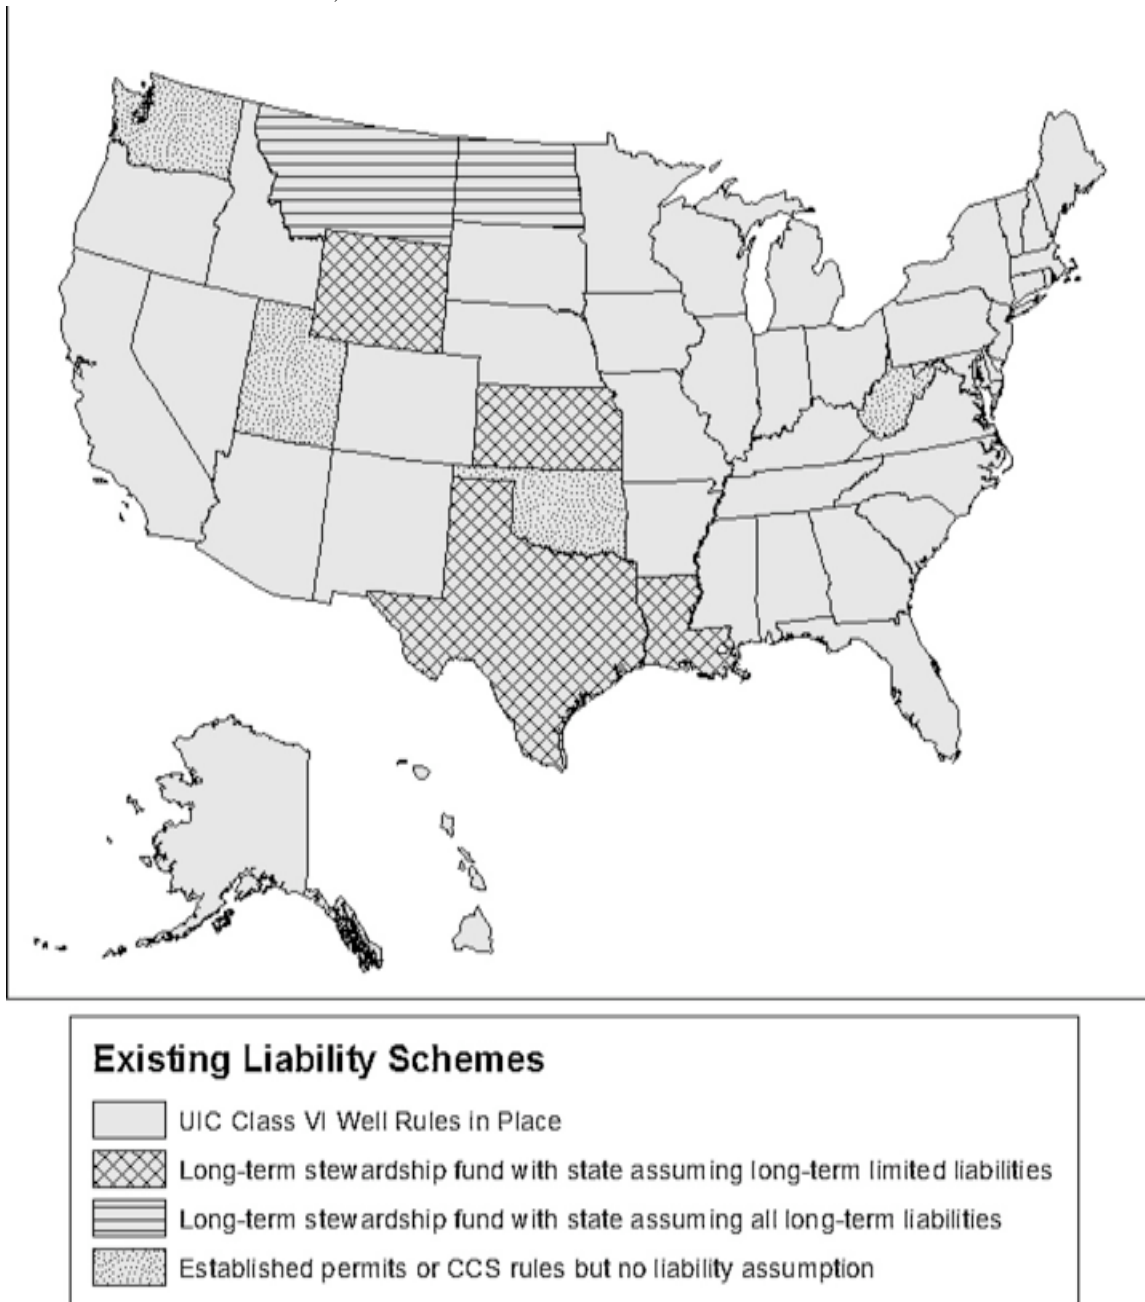 Existing Liability Schemes
UIC Class VI Well Rules in Place
Long-term stewardship fund with state assuming long-term limited liabilities
Long-term stewardship fund with state assuming all long-term liabilities
Established permits or CCS rules but no liability assumption